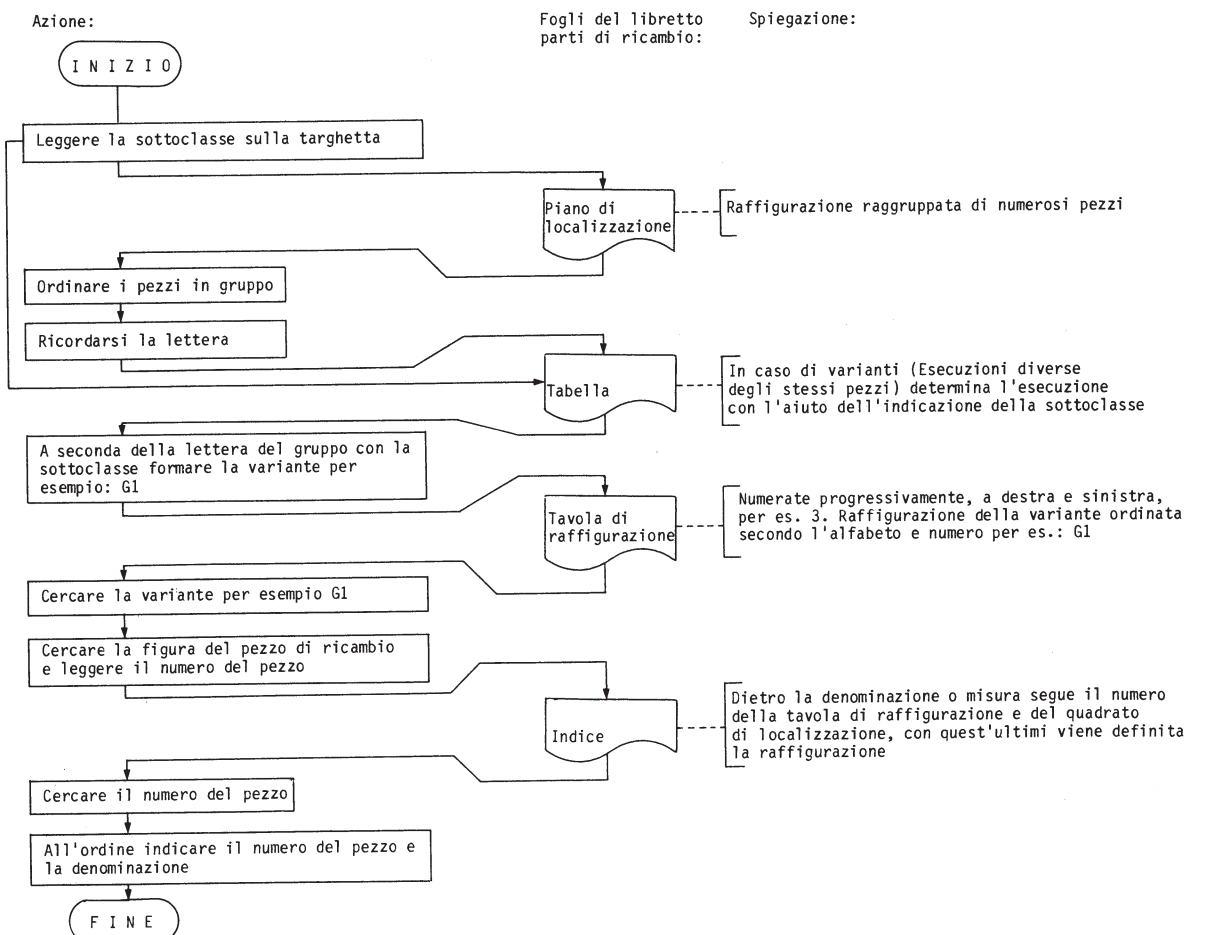 Azione:
Fogli del libretto
parti di ricambio:
Spiegazione:
I N I Z I O
Leggere la sottoclasse sulla targhetta
Piano di
localizzazione
Raffigurazione raggruppata di numerosi pezzi
Ordinare i pezzi in gruppo
Ricordarsi la lettera
Tabella
In caso di varianti (Esecuzioni diverse
degli stessi pezzi) determina l'esecuzione
con l'aiuto dell'indicazione della sottoclasse
A seconda della lettera del gruppo con la
sottoclasse formare la variante per
esempio: G1
Tavola di
raffigurazione
Numerate progressivamente, a destra e sinistra,
per es. 3. Raffigurazione della variante ordinata
secondo l'alfabeto e numero per es.: G1
Cercare la variante per esempio G1
Cercare la figura del pezzo di ricambio
e leggere il numero del pezzo
Indice
Dietro la denominazione o misura segue il numero
della tavola di raffigurazione e del quadrato
di localizzazione, con quest'ultimi viene definita
la raffigurazione
Cercare il numero del pezzo
All'ordine indicare il numero del pezzo e
la denominazione
F I N E